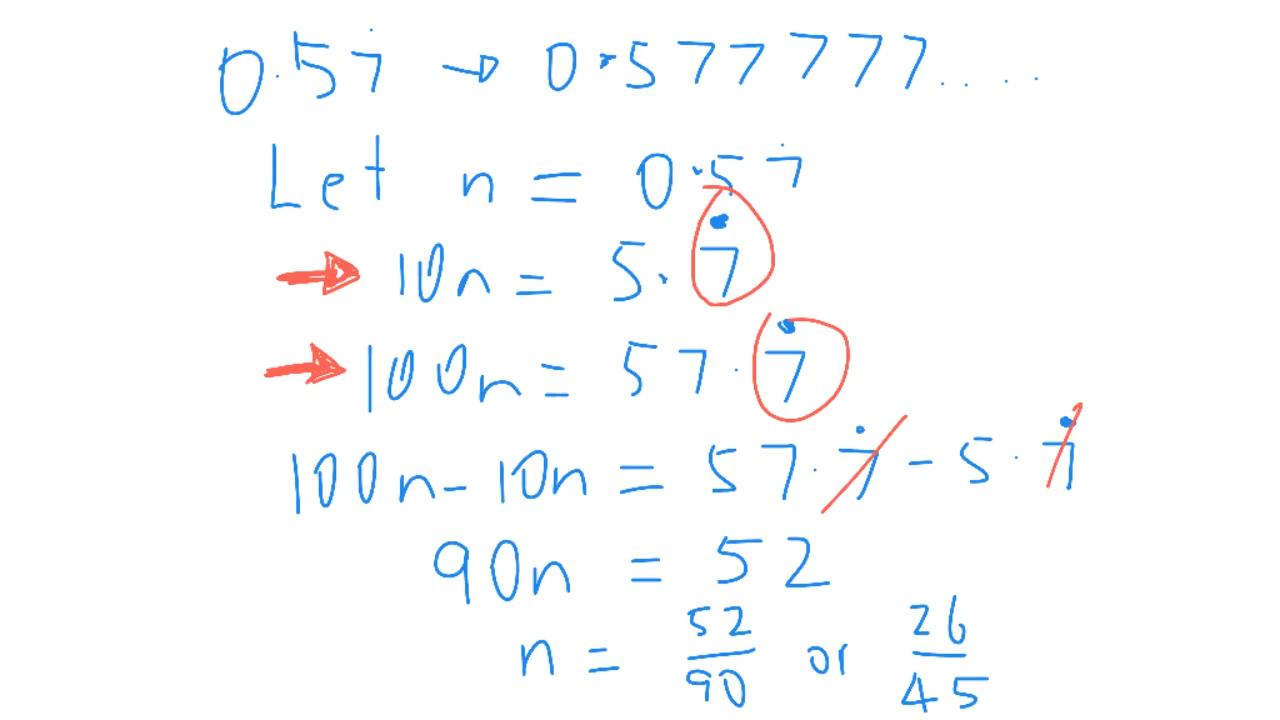 0.57̇ → 0.577777.....
Let n = 0.57̇
→ 10n = 5.7̇
→ 100n = 57.7̇
100n - 10n = 57.7̇ - 5.7̇
90n = 52
n = 52/90 or 26/45